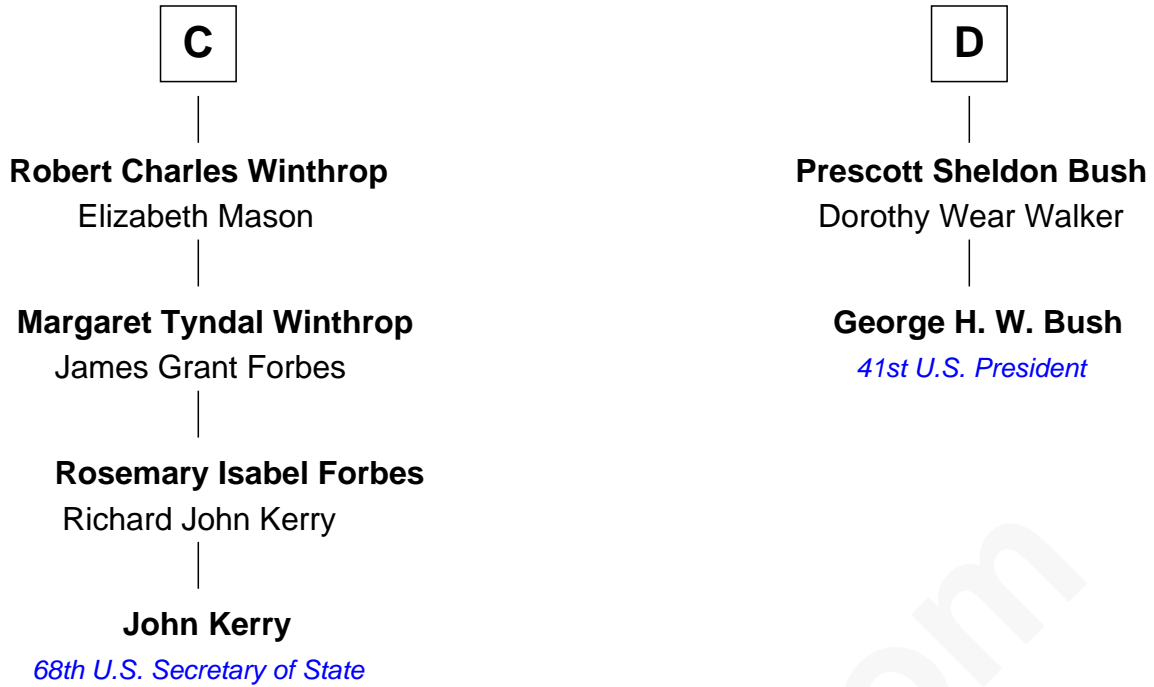 C
Robert Charles Winthrop
Elizabeth Mason
Margaret Tyndal Winthrop
James Grant Forbes
Rosemary Isabel Forbes
Richard John Kerry
John Kerry
68th U.S. Secretary of State
D
Prescott Sheldon Bush
Dorothy Wear Walker
George H. W. Bush
41st U.S. President
om